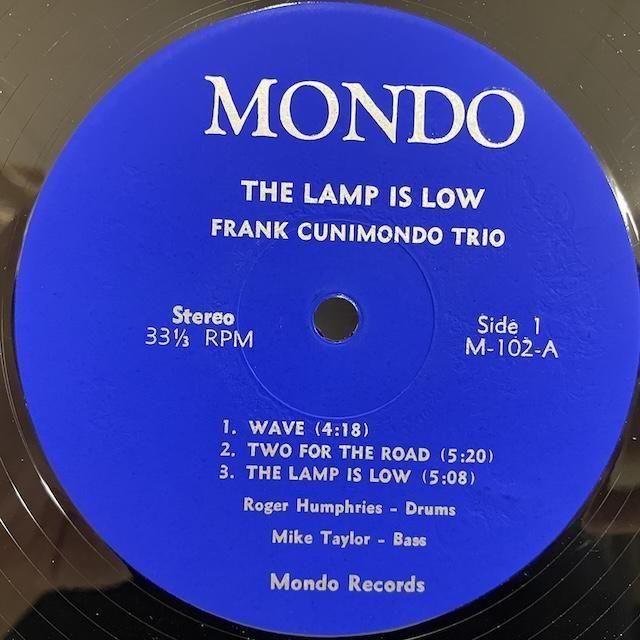 MONDO
THE LAMP IS LOW
FRANK CUNIMONDO TRIO
Stereo
33⅓ RPM
Side 1
M-102-A
1. WAVE (4:18)
2. TWO FOR THE ROAD (5:20)
3. THE LAMP IS LOW (5:08)
Roger Humphries - Drums
Mike Taylor - Bass
Mondo Records